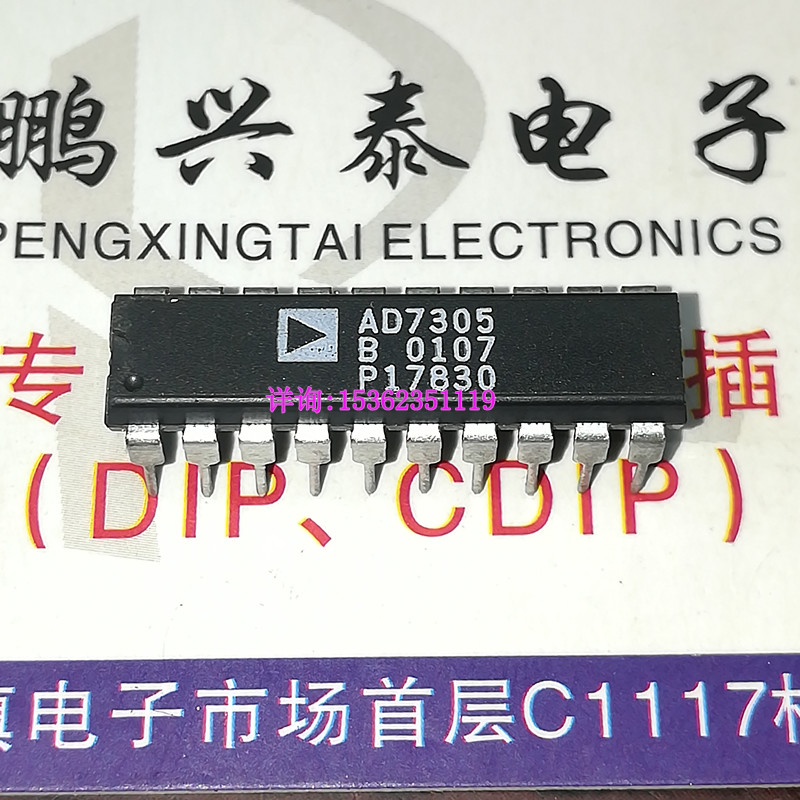 鹏兴泰电子
PENGXINGTAI ELECTRONICS
AD7305
B 0107
P17830
详询:15362351119
专 插
(DIP、CDIP)
镇电子市场首层C1117